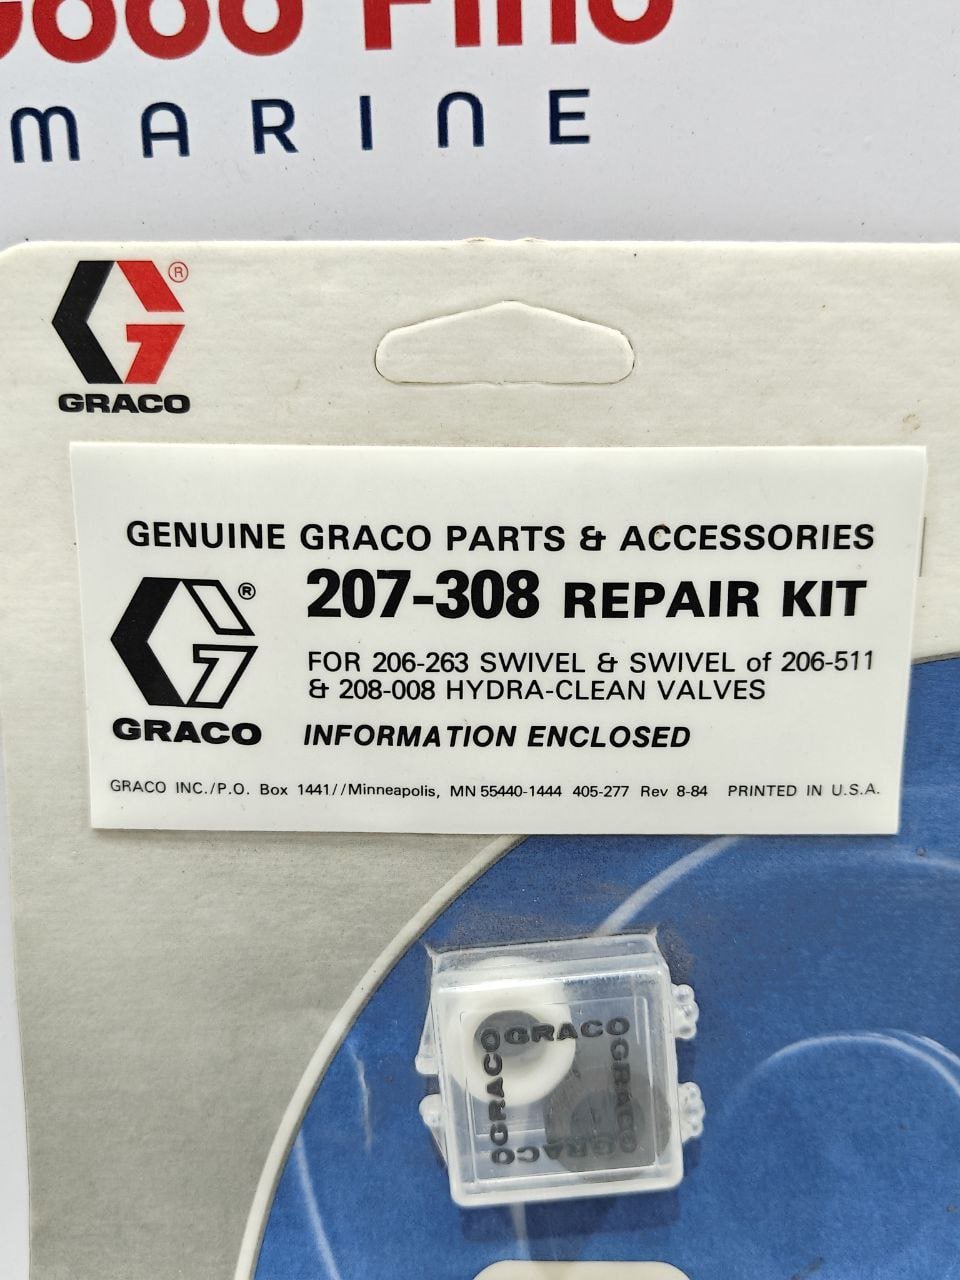 MARINE
®
GRACO
GENUINE GRACO PARTS & ACCESSORIES
207-308 REPAIR KIT
®
FOR 206-263 SWIVEL & SWIVEL of 206-511
& 208-008 HYDRA-CLEAN VALVES
GRACO
INFORMATION ENCLOSED
GRACO INC./P.O. Box 1441//Minneapolis, MN 55440-1444 405-277 Rev 8-84 PRINTED IN U.S.A.
GRACO
GRACO
GRACO
GRACO